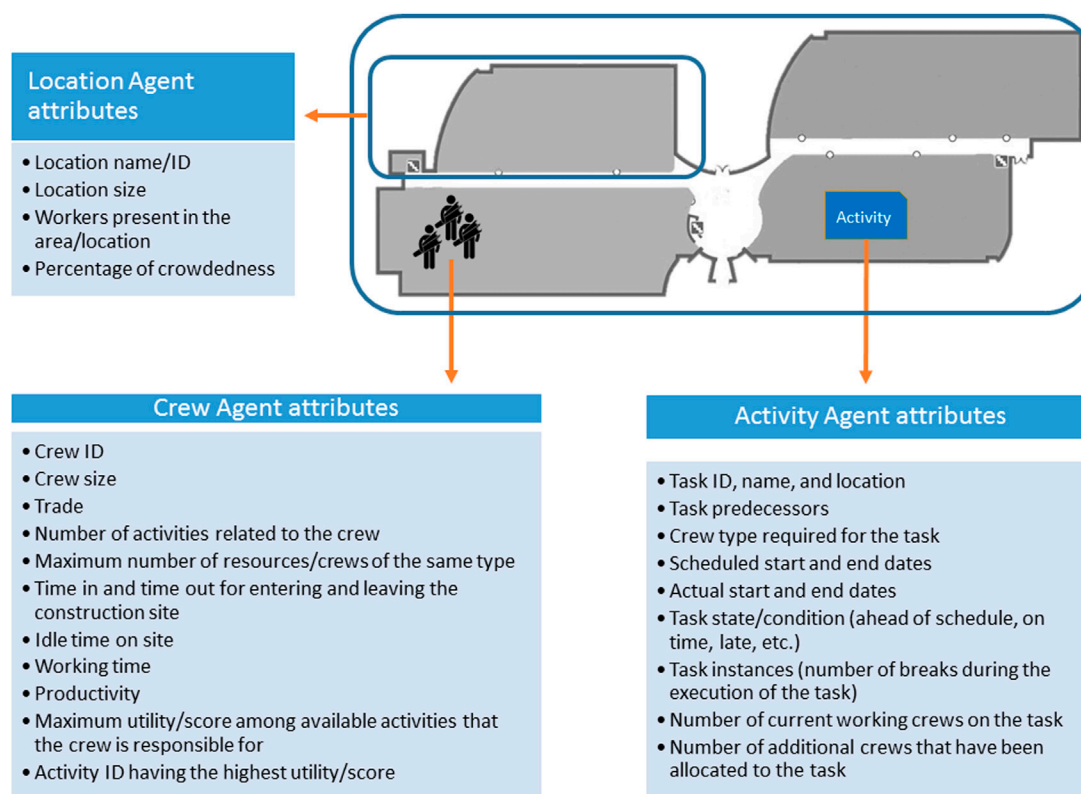 Location Agent
attributes
• Location name/ID
• Location size
• Workers present in the
area/location
• Percentage of crowdedness
Activity
Crew Agent attributes
• Crew ID
• Crew size
• Trade
• Number of activities related to the crew
• Maximum number of resources/crews of the same type
• Time in and time out for entering and leaving the
construction site
• Idle time on site
• Working time
• Productivity
• Maximum utility/score among available activities that
the crew is responsible for
• Activity ID having the highest utility/score
Activity Agent attributes
• Task ID, name, and location
• Task predecessors
• Crew type required for the task
• Scheduled start and end dates
• Actual start and end dates
• Task state/condition (ahead of schedule, on
time, late, etc.)
• Task instances (number of breaks during the
execution of the task)
• Number of current working crews on the task
• Number of additional crews that have been
allocated to the task